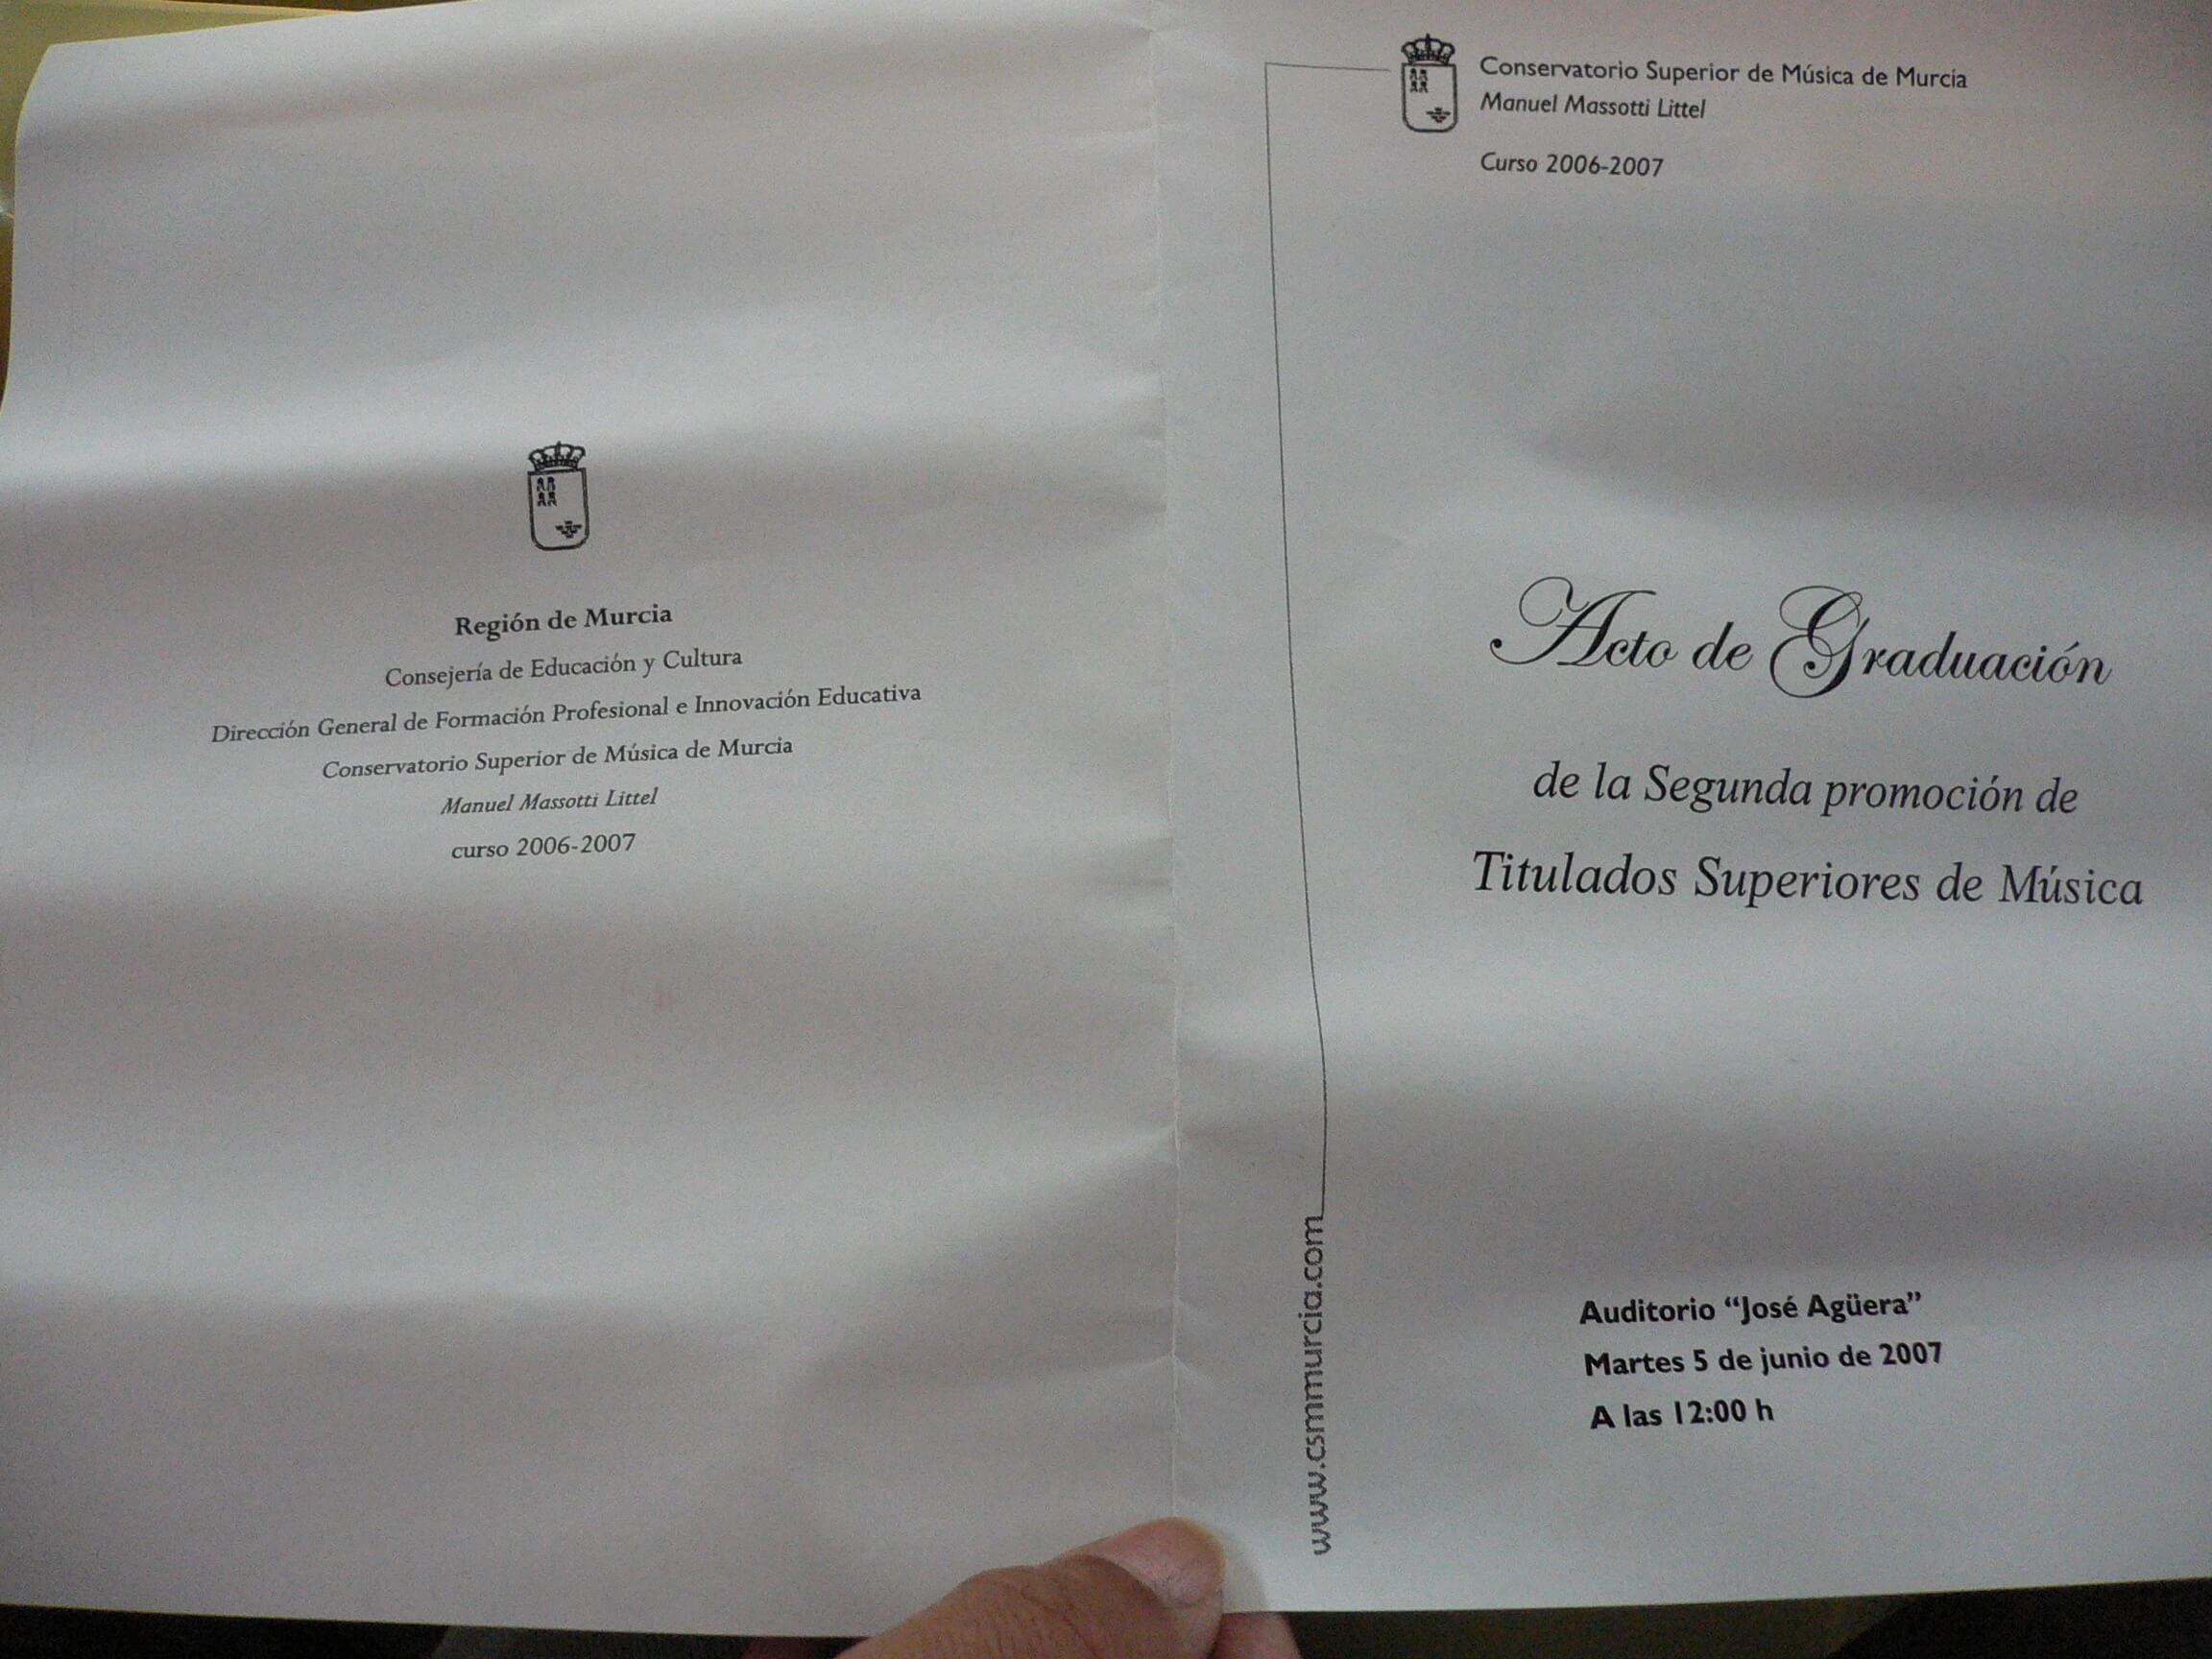 Región de Murcia
Consejería de Educación y Cultura
Dirección General de Formación Profesional e Innovación Educativa
Conservatorio Superior de Música de Murcia
Manuel Massotti Littel
curso 2006-2007
Conservatorio Superior de Música de Murcia
Manuel Massotti Littel
Curso 2006-2007
Acto de Graduación
de la Segunda promoción de
Titulados Superiores de Música
www.csmmurcia.com
Auditorio “José Agüera”
Martes 5 de junio de 2007
A las 12:00 h